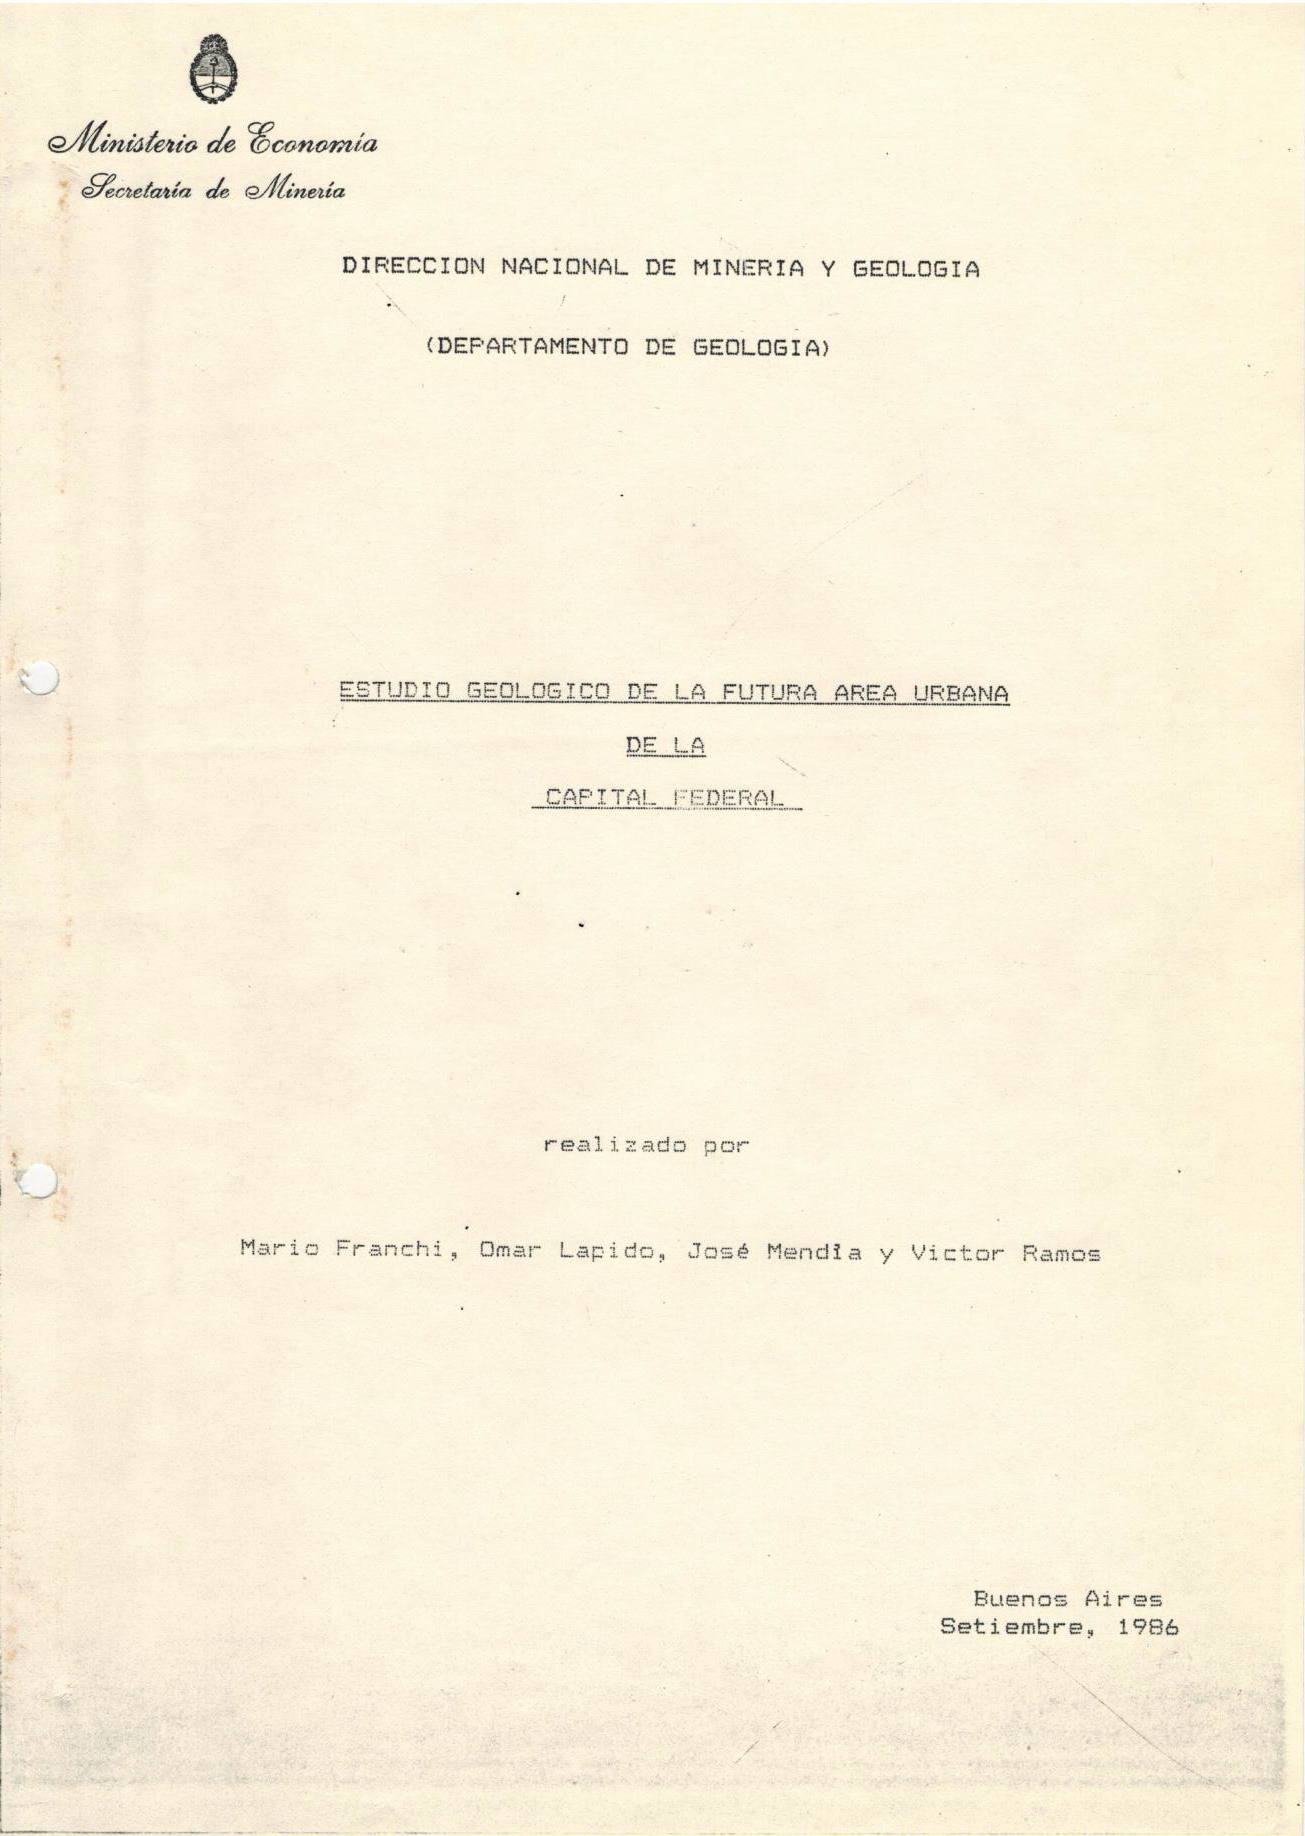 Ministerio de Economía
Secretaría de Minería
DIRECCION NACIONAL DE MINERIA Y GEOLOGIA
(DEPARTAMENTO DE GEOLOGIA)
ESTUDIO GEOLOGICO DE LA FUTURA AREA URBANA
DE LA
CAPITAL FEDERAL
realizado por
Mario Franchi, Omar Lapido, José Mendía y Victor Ramos
Buenos Aires
Setiembre, 1986